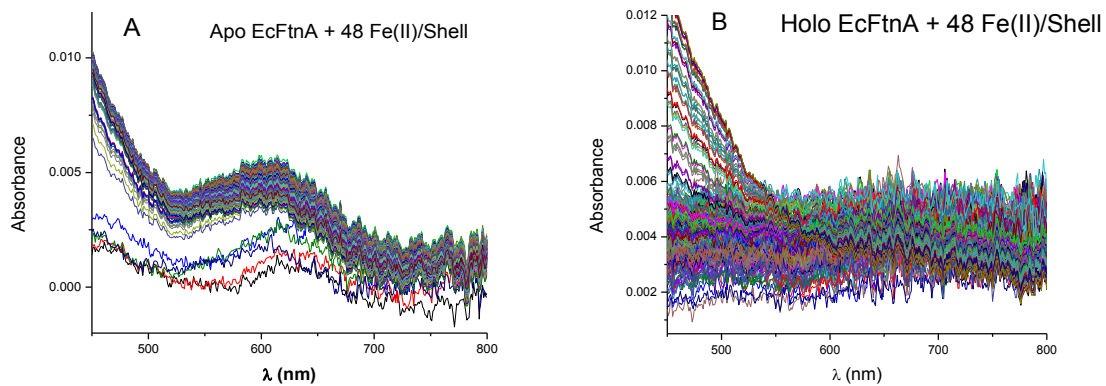 A
Apo EcFtnA + 48 Fe(II)/Shell
0.010
0.005
0.000
Absorbance
500
600
700
800
λ (nm)
B
Holo EcFtnA + 48 Fe(II)/Shell
0.012
0.010
0.008
0.006
0.004
0.002
Absorbance
500
600
700
800
λ (nm)